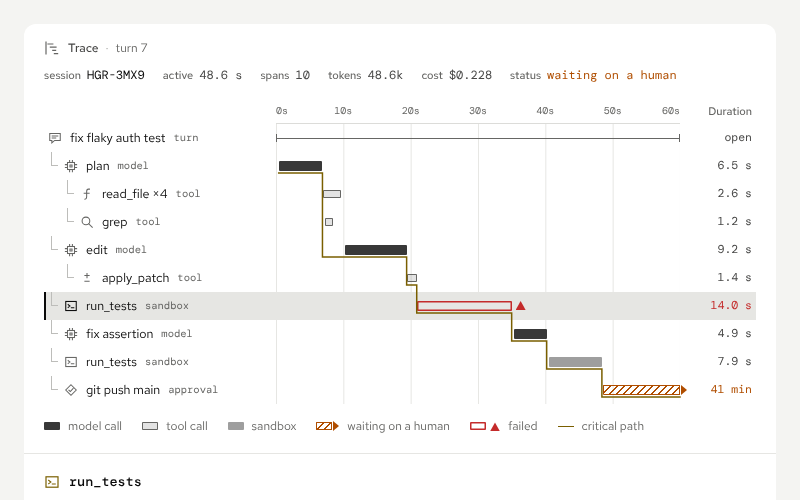 Trace · turn 7
session HGR-3MX9 active 48.6 s spans 10 tokens 48.6k cost $0.228 status waiting on a human
0s 10s 20s 30s 40s 50s 60s Duration
fix flaky auth test turn open
plan model 6.5 s
read_file ×4 tool 2.6 s
grep tool 1.2 s
edit model 9.2 s
apply_patch tool 1.4 s
run_tests sandbox 14.0 s
fix assertion model 4.9 s
run_tests sandbox 7.9 s
git push main approval 41 min
model call tool call sandbox waiting on a human failed critical path
run_tests